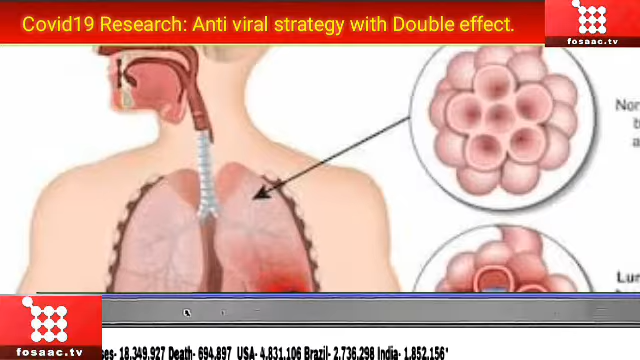 Covid19 Research: Anti viral strategy with Double effect.
fosaac.tv
fosaac.tv
18,349,927 Death- 694,897 USA- 4,831,106 Brazil- 2,736,298 India- 1,852,156*